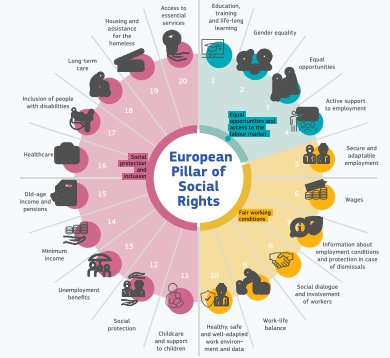 Access to
essential
services
Education,
training
and life-long
learning
Housing and
assistance
for the
homeless
Gender equality
Long-term
care
Equal
opportunities
Inclusion of people
with disabilities
Active support to
employment
Healthcare
Secure and
adaptable
employment
Old-age
income and
pensions
Wages
Minimum
income
Information about
employment conditions
and protection in case
of dismissals
Unemployment
benefits
Social dialogue
and involvement
of workers
Social
protection
Work-life
balance
Childcare
and support
to children
Healthy, safe
and well-adapted
work environ-
ment and data
20
1
19
2
18
3
17
4
16
15
6
14
13
8
12
9
11
10
Equal
opportunities and
access to the
labour market
Social
protection
and
inclusion
Fair working
conditions
European
Pillar of
Social
Rights